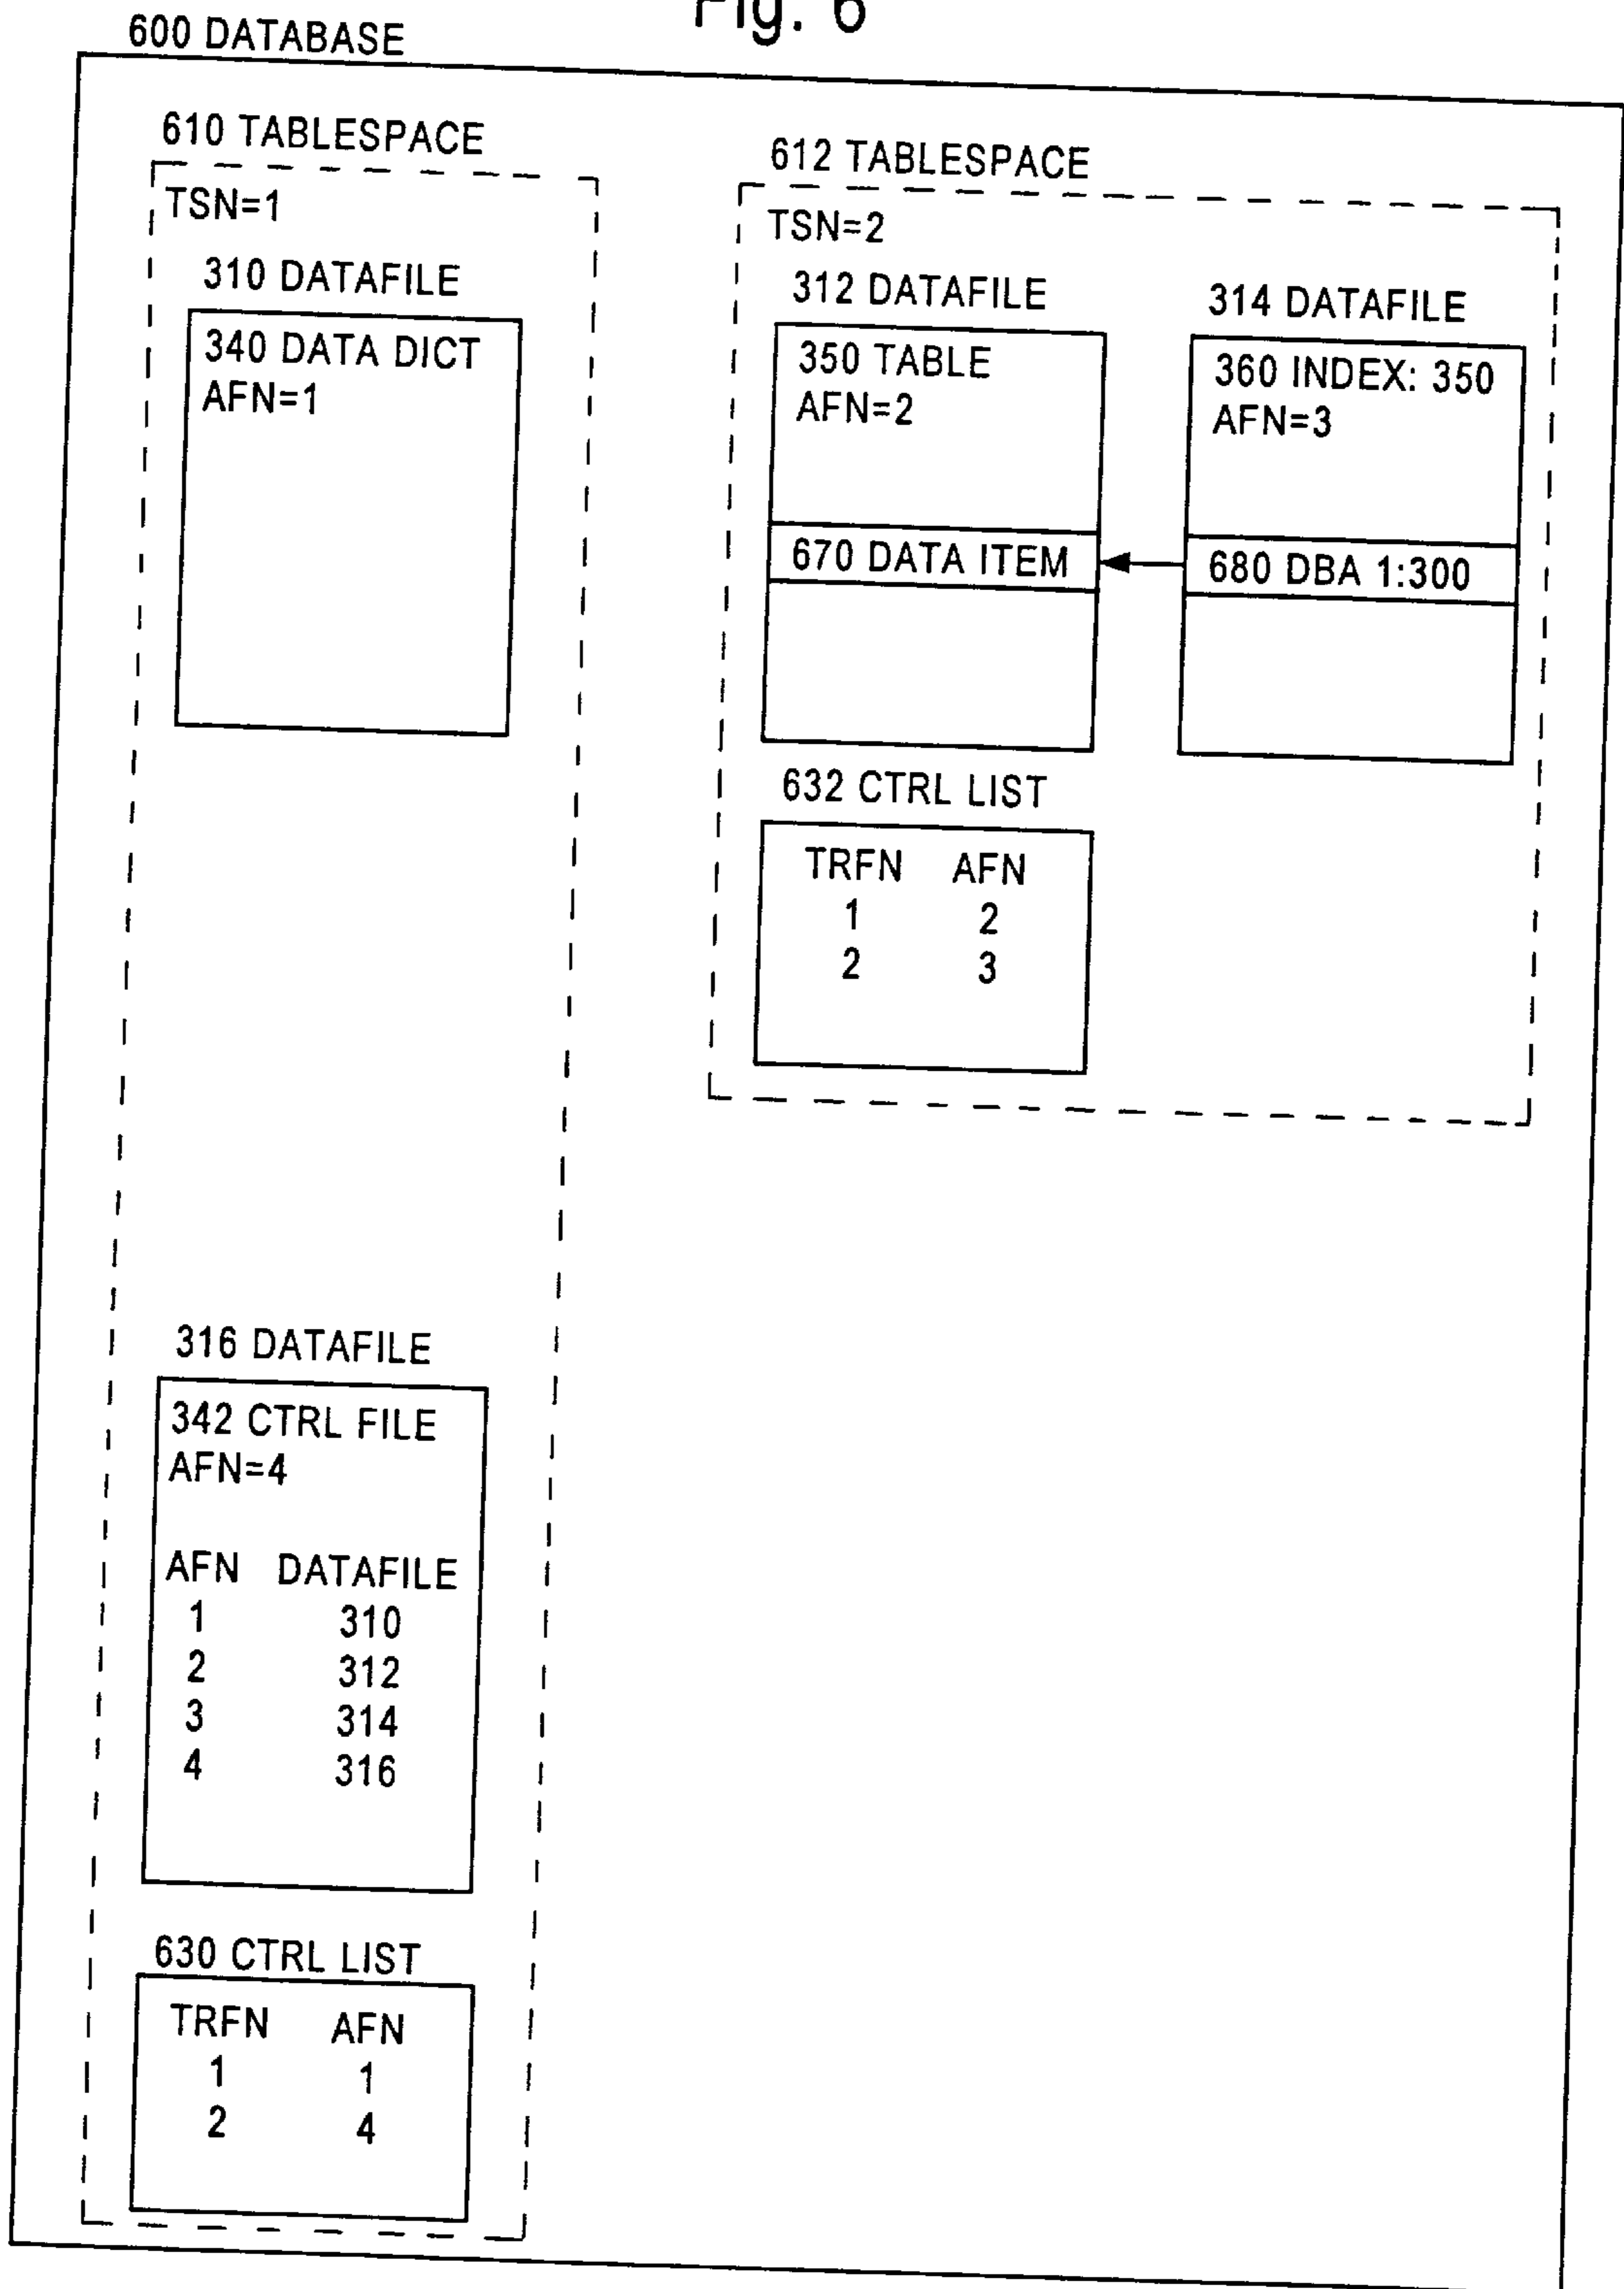 Fig. 6
600 DATABASE
610 TABLESPACE
TSN=1
310 DATAFILE
340 DATA DICT
AFN=1
316 DATAFILE
342 CTRL FILE
AFN=4
AFN DATAFILE
1 310
2 312
3 314
4 316
630 CTRL LIST
TRFN AFN
1 1
2 4
612 TABLESPACE
TSN=2
312 DATAFILE
350 TABLE
AFN=2
670 DATA ITEM
314 DATAFILE
360 INDEX: 350
AFN=3
680 DBA 1:300
632 CTRL LIST
TRFN AFN
1 2
2 3